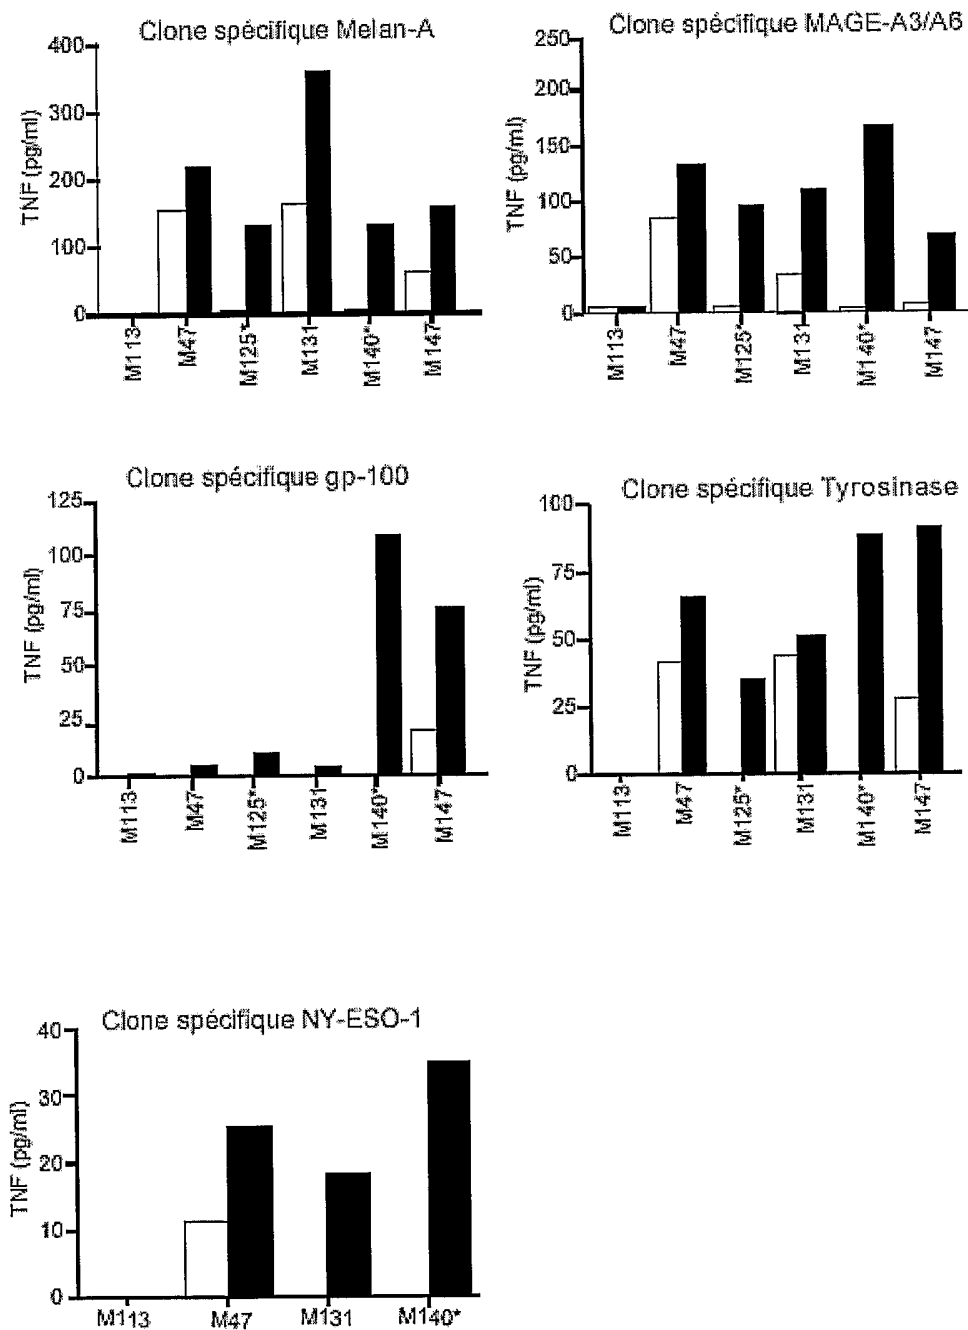 Clone spécifique Melan-A
TNF (pg/ml)
400
300
200
100
0
M113
M47
M125*
M131
M140*
M147
Clone spécifique MAGE-A3/A6
TNF (pg/ml)
250
200
150
100
50
0
M113
M47
M125*
M131
M140*
M147
Clone spécifique gp-100
TNF (pg/ml)
125
100
75
50
25
0
M113
M47
M125*
M131
M140*
M147
Clone spécifique Tyrosinase
TNF (pg/ml)
100
75
50
25
0
M113
M47
M125*
M131
M140*
M147
Clone spécifique NY-ESO-1
TNF (pg/ml)
40
30
20
10
0
M113
M47
M131
M140*